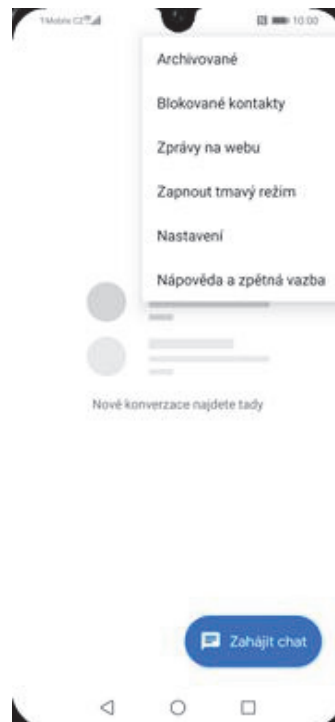 T-Mobile CZ
10:00
Archivované
Blokované kontakty
Zprávy na webu
Zapnout tmavý režim
Nastavení
Nápověda a zpětná vazba
Nové konverzace najdete tady
Zahájit chat